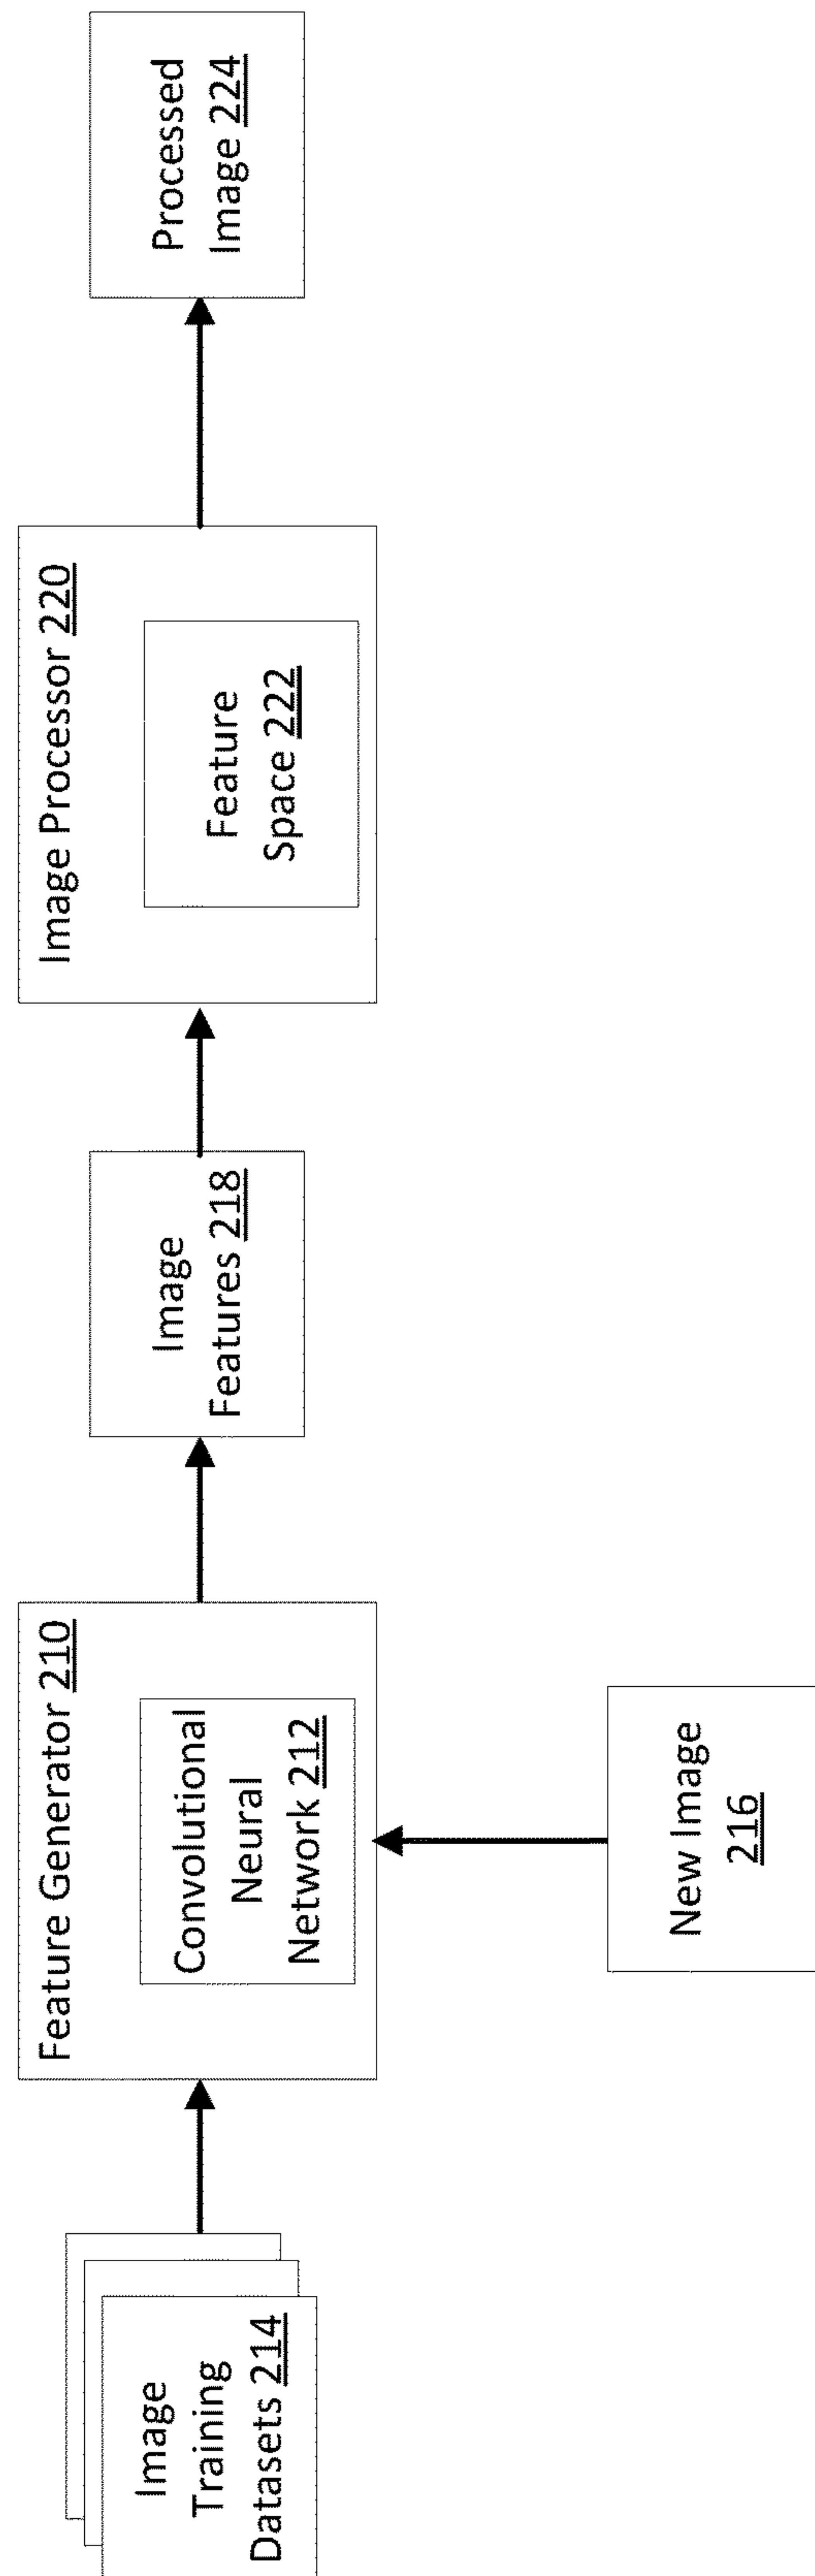 Image
Training
Datasets 214
Feature Generator 210
Convolutional
Neural
Network 212
New Image
216
Image
Features 218
Image Processor 220
Feature
Space 222
Processed
Image 224